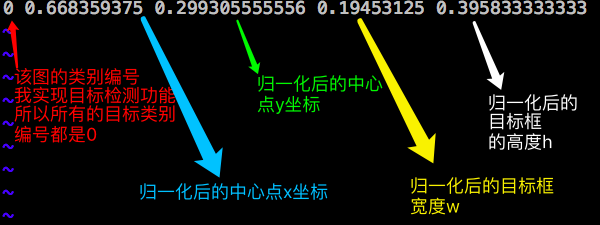 0 0.668359375 0.299305555556 0.19453125 0.395833333333
~
~
~
~
~
~
~
~
~
该图的类别编号
我实现目标检测功能
所以所有的目标类别
编号都是0
归一化后的中心
点y坐标
归一化后的
目标框
的高度h
归一化后的中心点x坐标
归一化后的目标框
宽度w